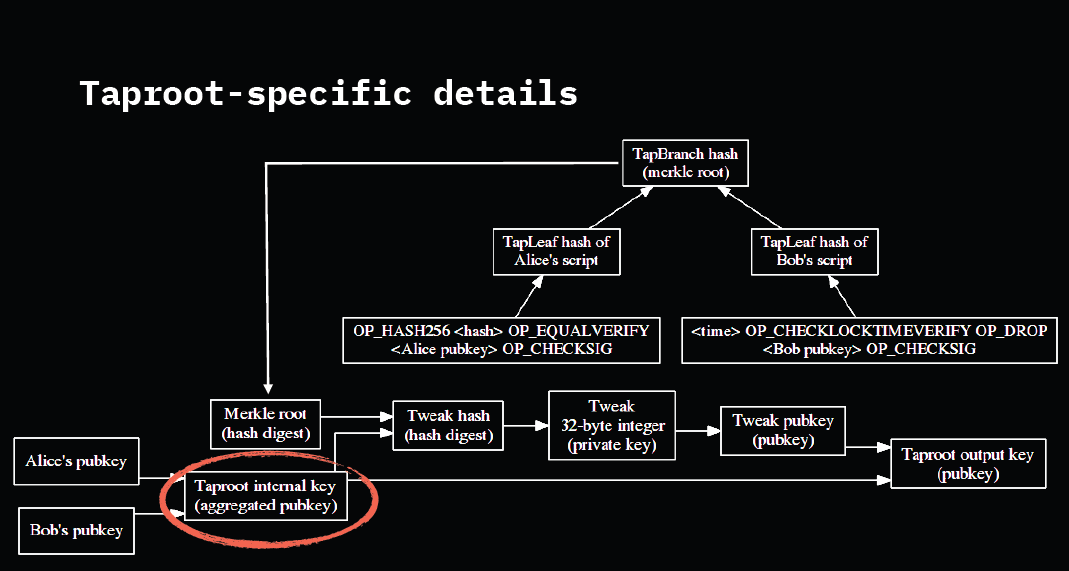 Taproot-specific details
TapBranch hash
(merkle root)
TapLeaf hash of
Alice's script
TapLeaf hash of
Bob's script
OP_HASH256 <hash> OP_EQUALVERIFY
<Alice pubkey> OP_CHECKSIG
<time> OP_CHECKLOCKTIMEVERIFY OP_DROP
<Bob pubkey> OP_CHECKSIG
Merkle root
(hash digest)
Tweak hash
(hash digest)
Tweak
32-byte integer
(private key)
Tweak pubkey
(pubkey)
Taproot output key
(pubkey)
Alice's pubkey
Taproot internal key
(aggregated pubkey)
Bob's pubkey